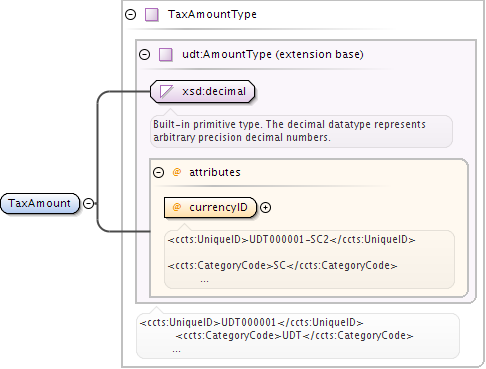 TaxAmountType
udt:AmountType (extension base)
xsd:decimal
Built-in primitive type. The decimal datatype represents
arbitrary precision decimal numbers.
@ attributes
TaxAmount
@ currencyID
<ccts:UniqueID>UDT000001-SC2</ccts:UniqueID>
<ccts:CategoryCode>SC</ccts:CategoryCode>
...
<ccts:UniqueID>UDT000001</ccts:UniqueID>
<ccts:CategoryCode>UDT</ccts:CategoryCode>
...